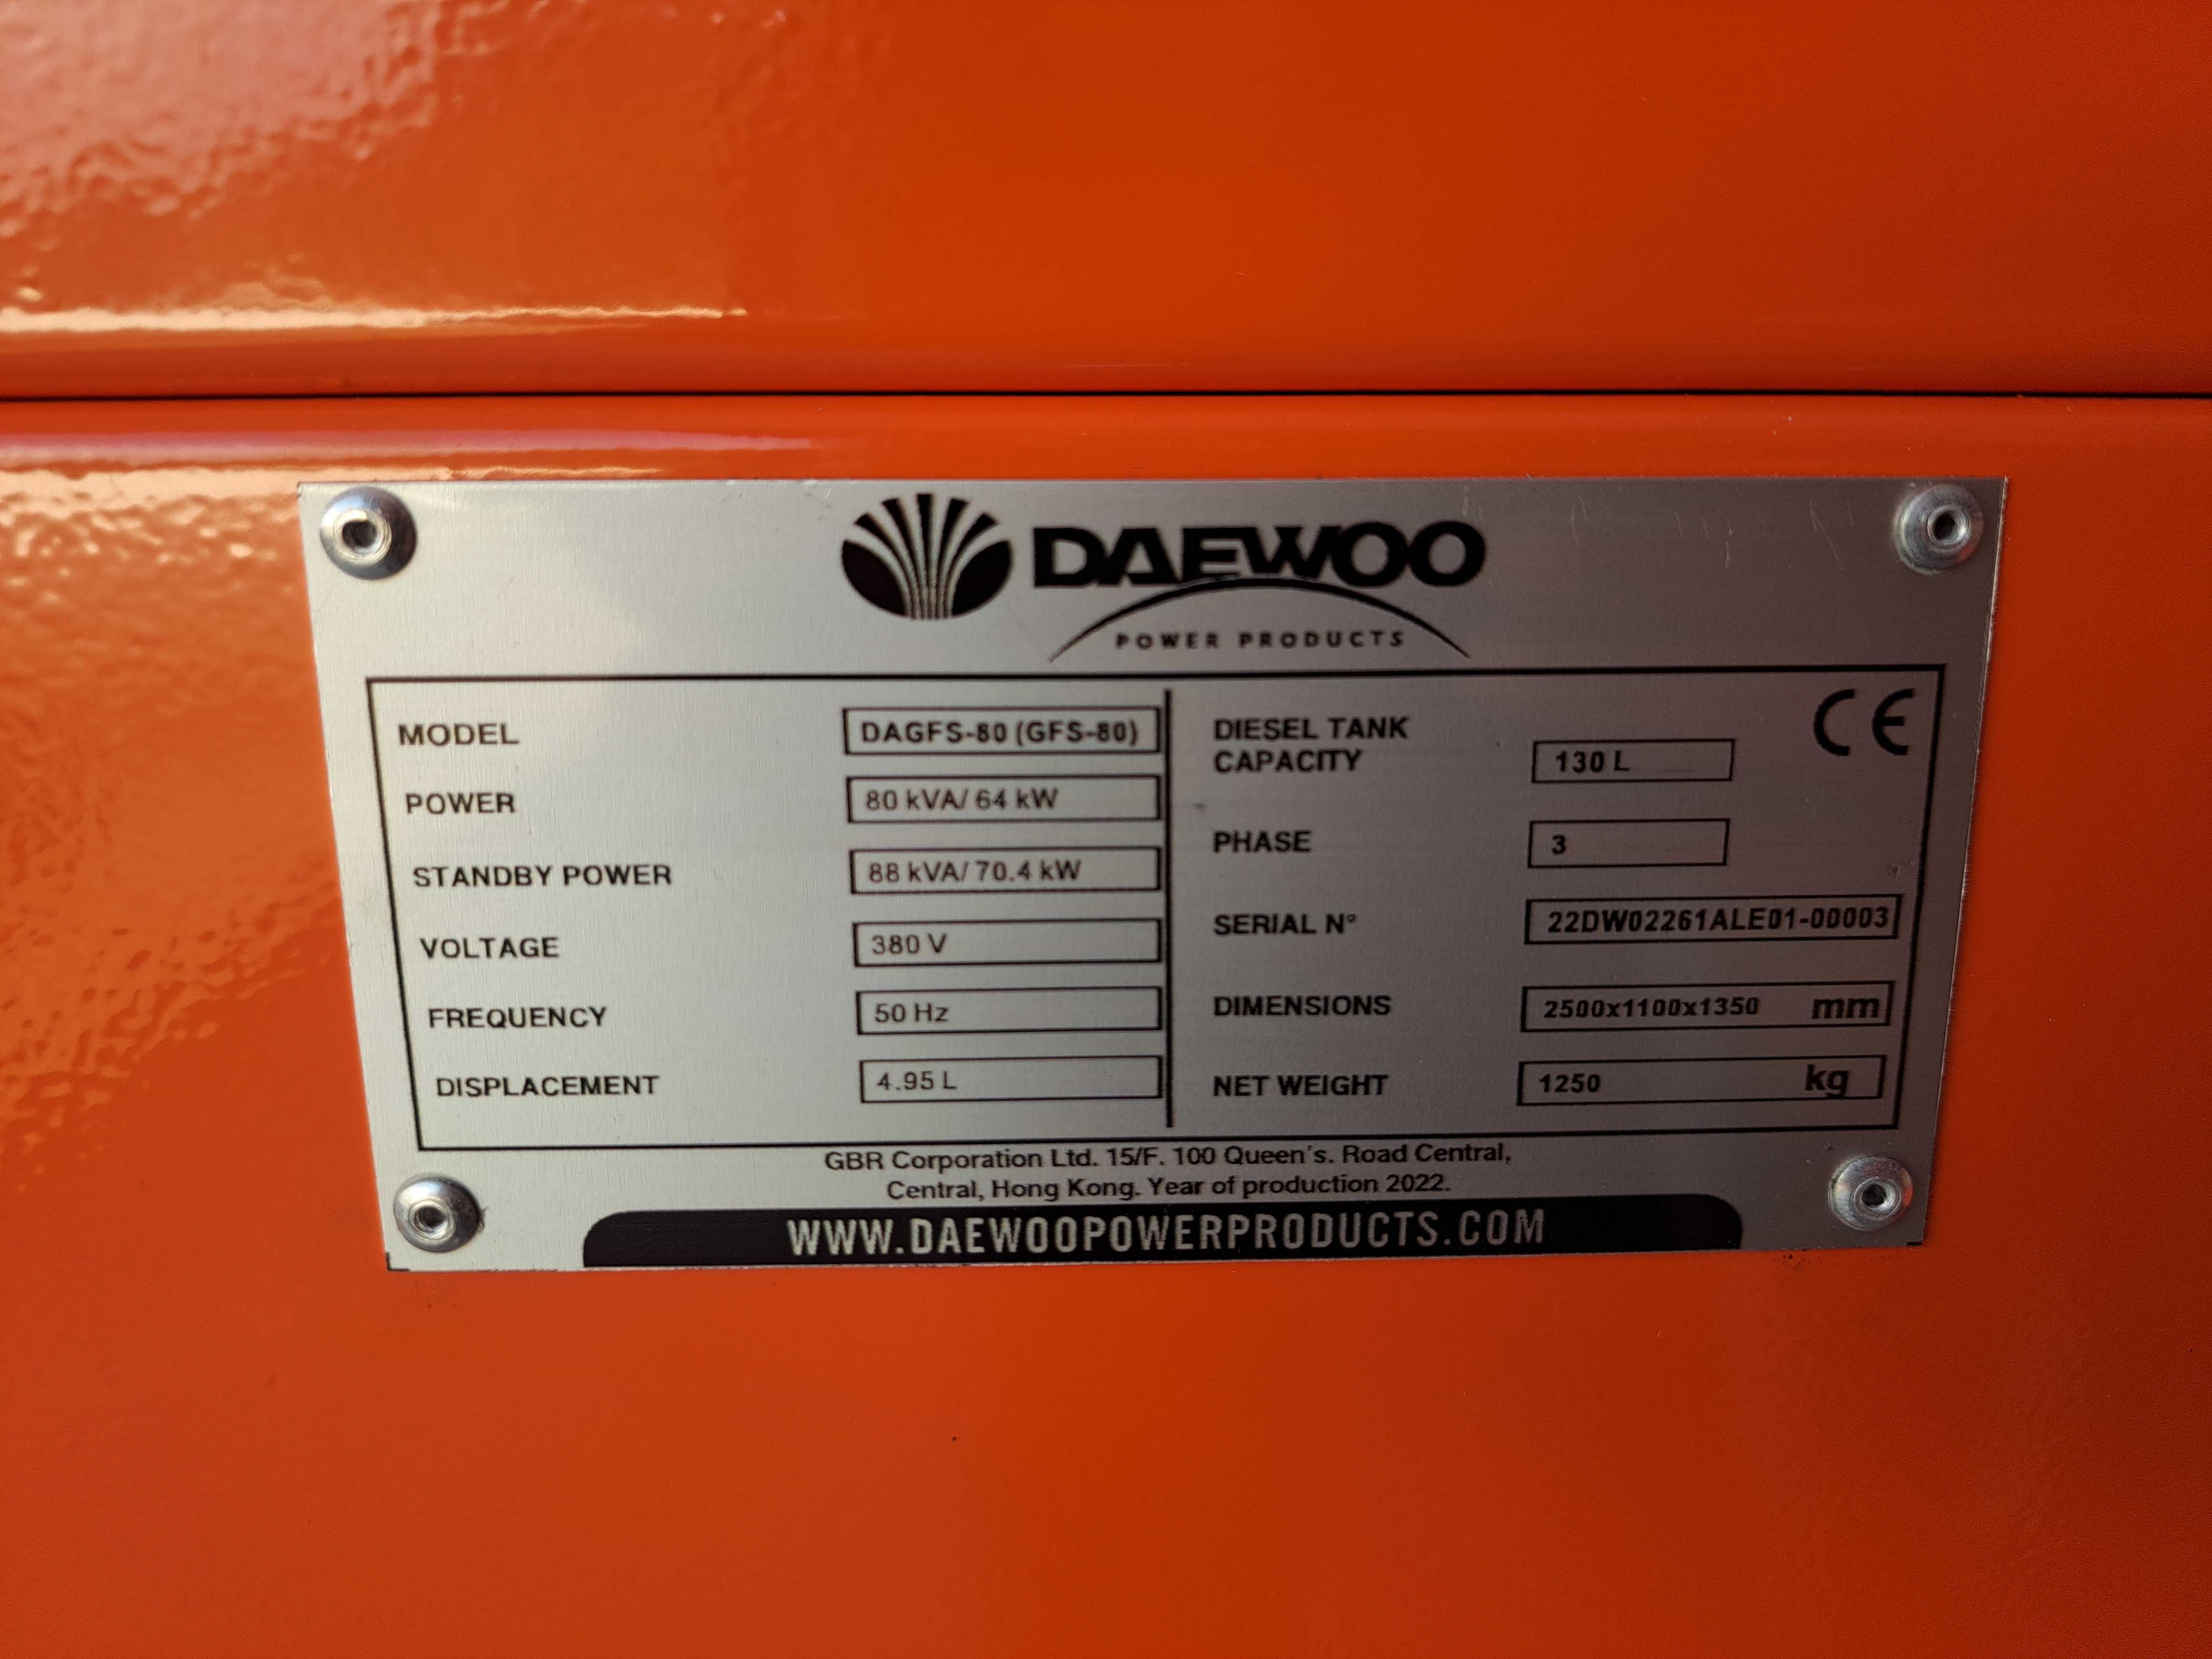 DAEWOO
POWER PRODUCTS
MODEL DAGFS-80 (GFS-80)
POWER 80 kVA/ 64 kW
STANDBY POWER 88 kVA/ 70.4 kW
VOLTAGE 380 V
FREQUENCY 50 Hz
DISPLACEMENT 4.95 L
CE
DIESEL TANK
CAPACITY 130 L
PHASE 3
SERIAL N° 22DW02261ALE01-00003
DIMENSIONS 2500x1100x1350 mm
NET WEIGHT 1250 kg
GBR Corporation Ltd. 15/F. 100 Queen's. Road Central,
Central, Hong Kong. Year of production 2022.
WWW.DAEWOOPOWERPRODUCTS.COM